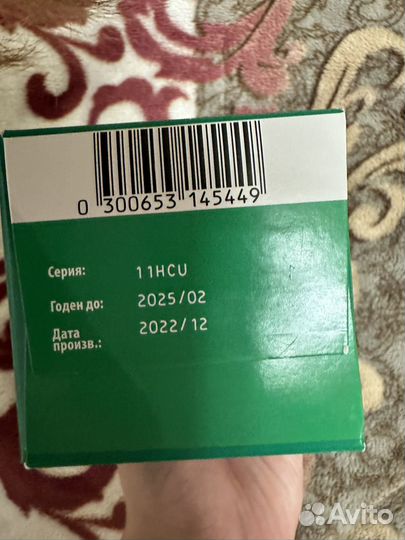 0 300653 145449
Серия: 11HCU
Годен до: 2025/02
Дата 2022/12
произв.:
Avito